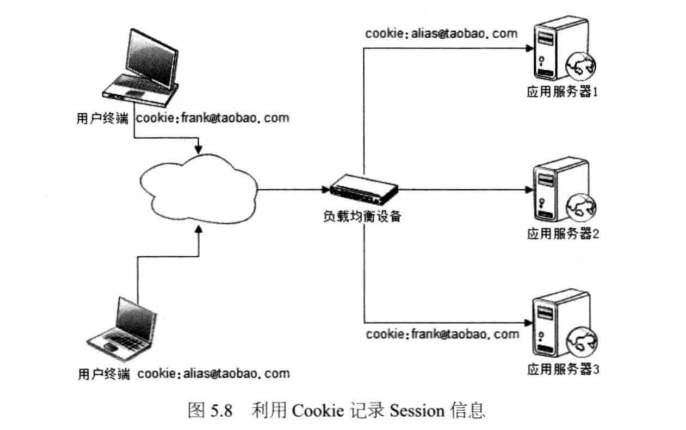 cookie:alias@taobao.com
应用服务器1
用户终端 cookie:frank@taobao.com
负载均衡设备
应用服务器2
cookie:frank@taobao.com
用户终端 cookie:alias@taobao.com
应用服务器3
图 5.8 利用 Cookie 记录 Session 信息